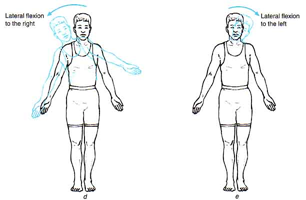 Lateral flexion
to the right
Lateral flexion
to the left
d
e